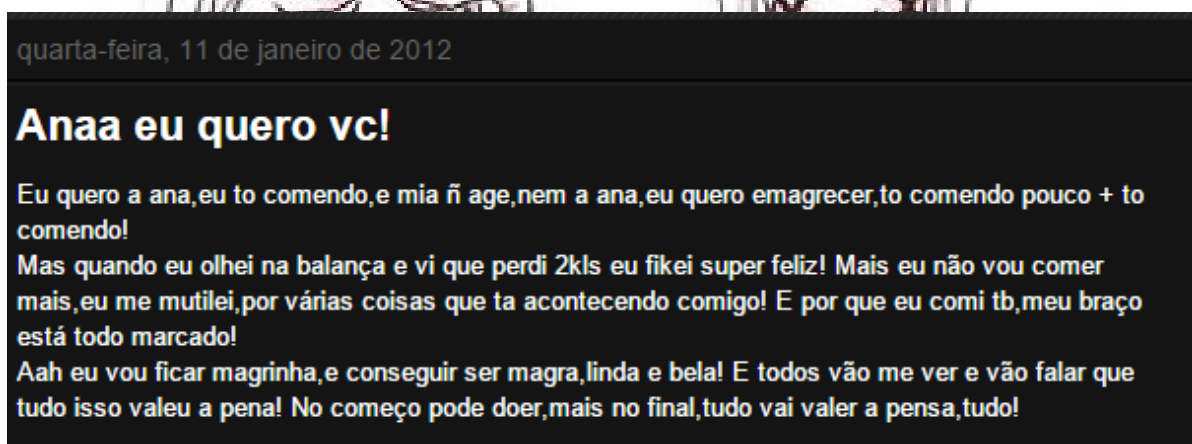 quarta-feira, 11 de janeiro de 2012
Anaa eu quero vc!
Eu quero a ana,eu to comendo,e mia ñ age,nem a ana,eu quero emagrecer,to comendo pouco + to
comendo!
Mas quando eu olhei na balança e vi que perdi 2kls eu fikei super feliz! Mais eu não vou comer
mais,eu me mutilei,por várias coisas que ta acontecendo comigo! E por que eu comi tb,meu braço
está todo marcado!
Aah eu vou ficar magrinha,e conseguir ser magra,linda e bela! E todos vão me ver e vão falar que
tudo isso valeu a pena! No começo pode doer,mais no final,tudo vai valer a pensa,tudo!